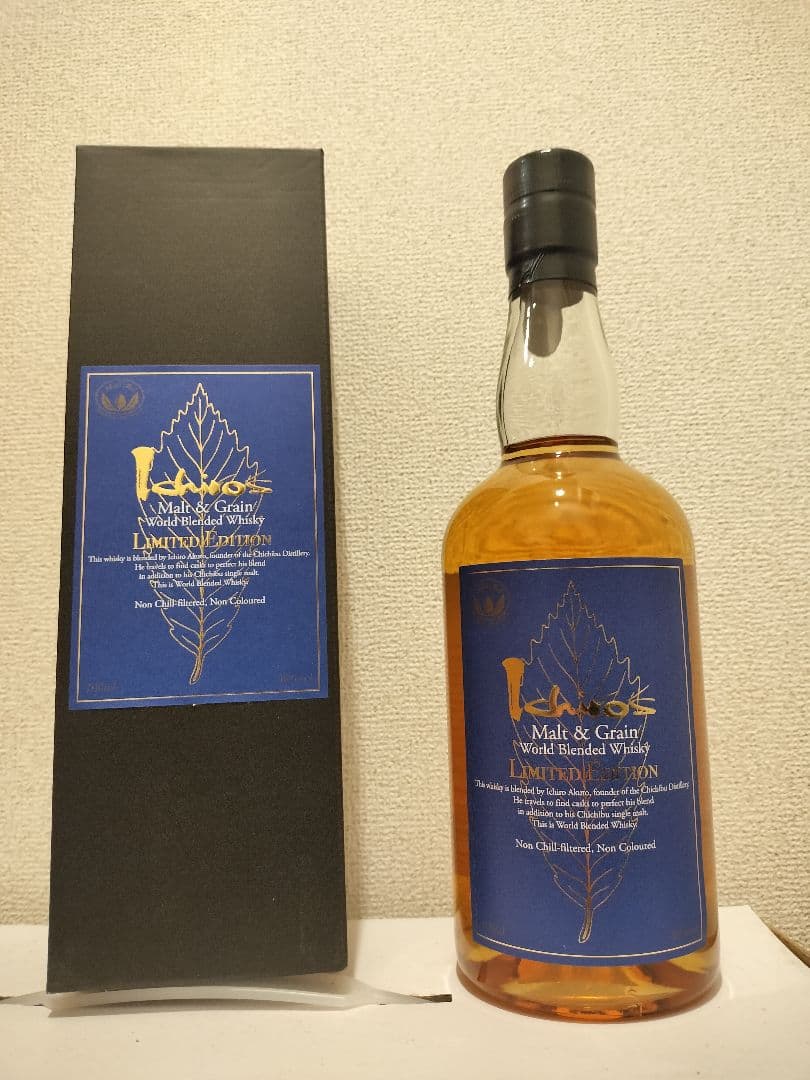 Ichiro's
Malt & Grain
World Blended Whisky
LIMITED EDITION
This whisky is blended by Ichiro Akuto, founder of the Chichibu Distillery.
He travels to find casks to perfect his blend
in addition to his Chichibu single malt.
This is World Blended Whisky.
Non Chill-filtered, Non Coloured
700ml
Ichiro's
Malt & Grain
World Blended Whisky
LIMITED EDITION
This whisky is blended by Ichiro Akuto, founder of the Chichibu Distillery.
He travels to find casks to perfect his blend
in addition to his Chichibu single malt.
This is World Blended Whisky.
Non Chill-filtered, Non Coloured